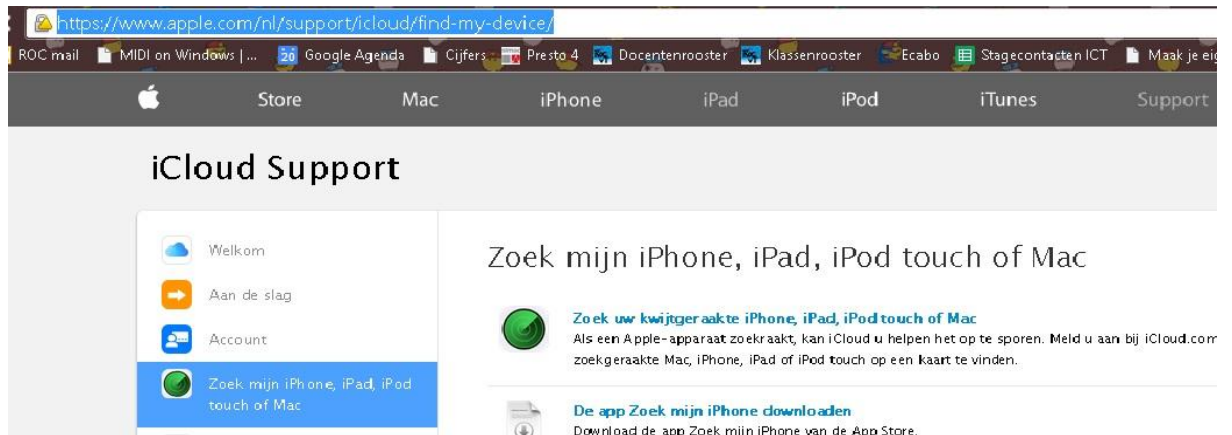 https://www.apple.com/nl/support/icloud/find-my-device/
ROC mail MIDI on Windows | ... 20 Google Agenda Cijfers Presto 4 Docentenrooster Klassenrooster Ecabo Stagecontacten ICT Maak je eig
Store Mac iPhone iPad iPod iTunes Support
iCloud Support
Welkom
Aan de slag
Account
Zoek mijn iPhone, iPad, iPod
touch of Mac
Zoek mijn iPhone, iPad, iPod touch of Mac
Zoek uw kwijtgeraakte iPhone, iPad, iPod touch of Mac
Als een Apple-apparaat zoekraakt, kan iCloud u helpen het op te sporen. Meld u aan bij iCloud.com
zoekgeraakte Mac, iPhone, iPad of iPod touch op een kaart te vinden.
De app Zoek mijn iPhone downloaden
Download de app Zoek mijn iPhone van de App Store.